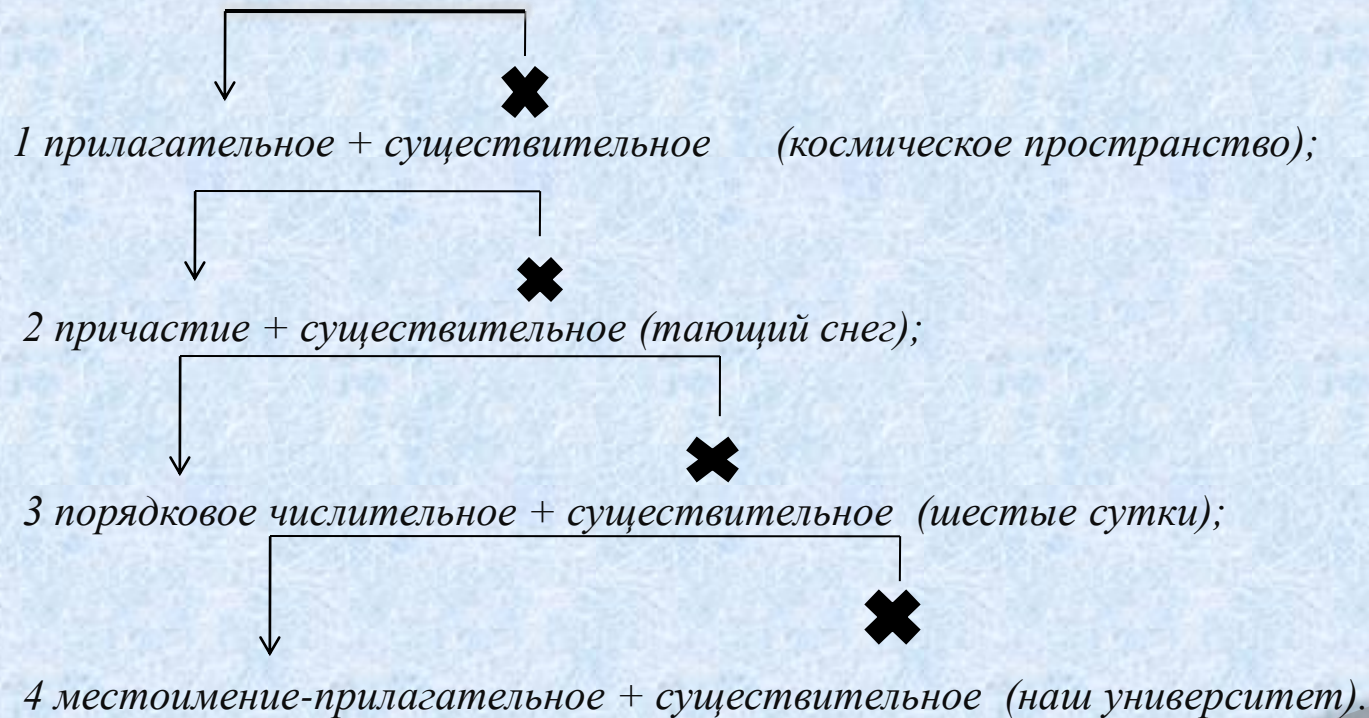 1 прилагательное + существительное (космическое пространство);
2 причастие + существительное (тающий снег);
3 порядковое числительное + существительное (шестые сутки);
4 местоимение-прилагательное + существительное (наш университет).